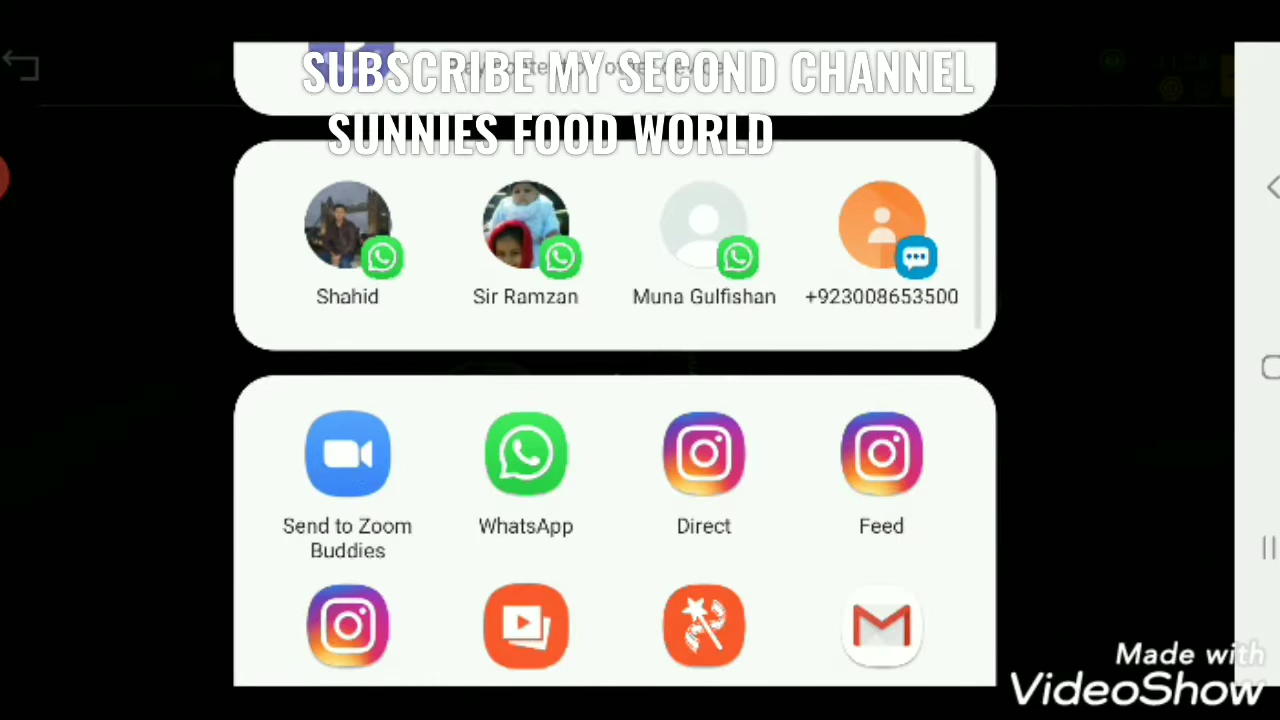 SUBSCRIBE MY SECOND CHANNEL
SUNNIES FOOD WORLD
Shahid
Sir Ramzan
Muna Gulfishan
+923008653500
Send to Zoom Buddies
WhatsApp
Direct
Feed
Made with
VideoShow